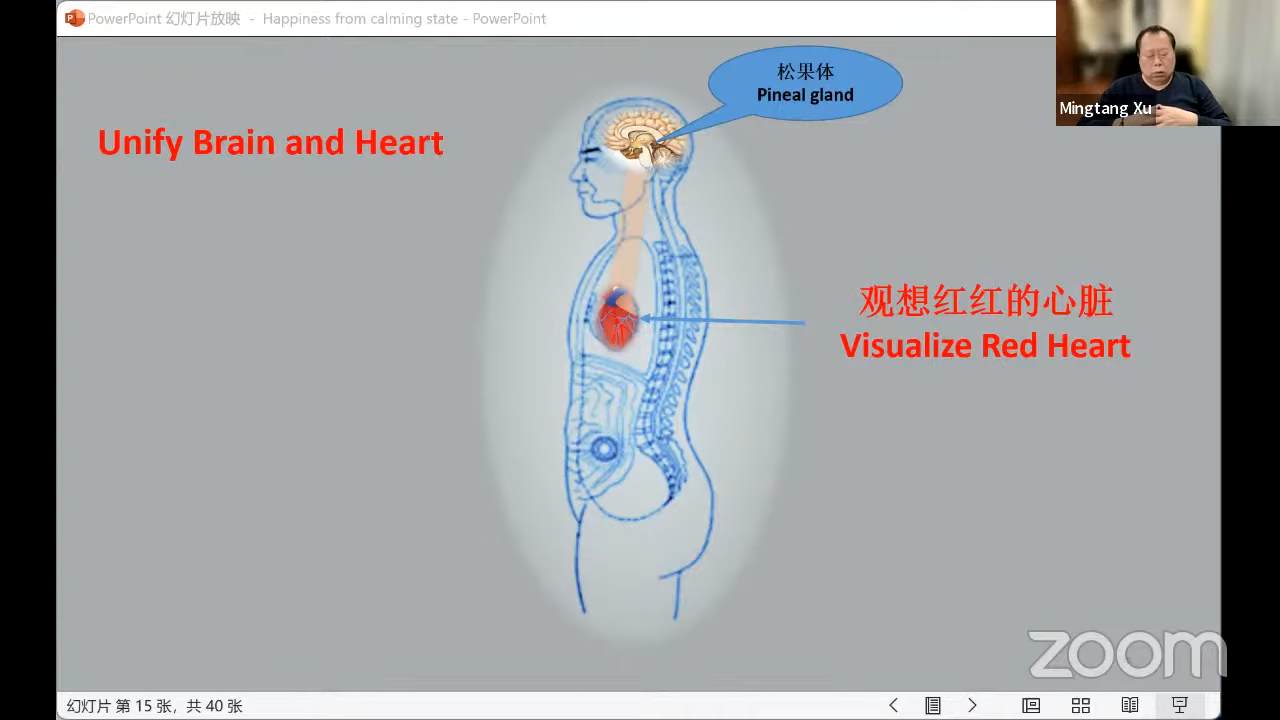 PowerPoint 幻灯片放映 - Happiness from calming state - PowerPoint
Mingtang Xu
松果体
Pineal gland
Unify Brain and Heart
观想红红的心脏
Visualize Red Heart
zoom
幻灯片 第 15 张，共 40 张